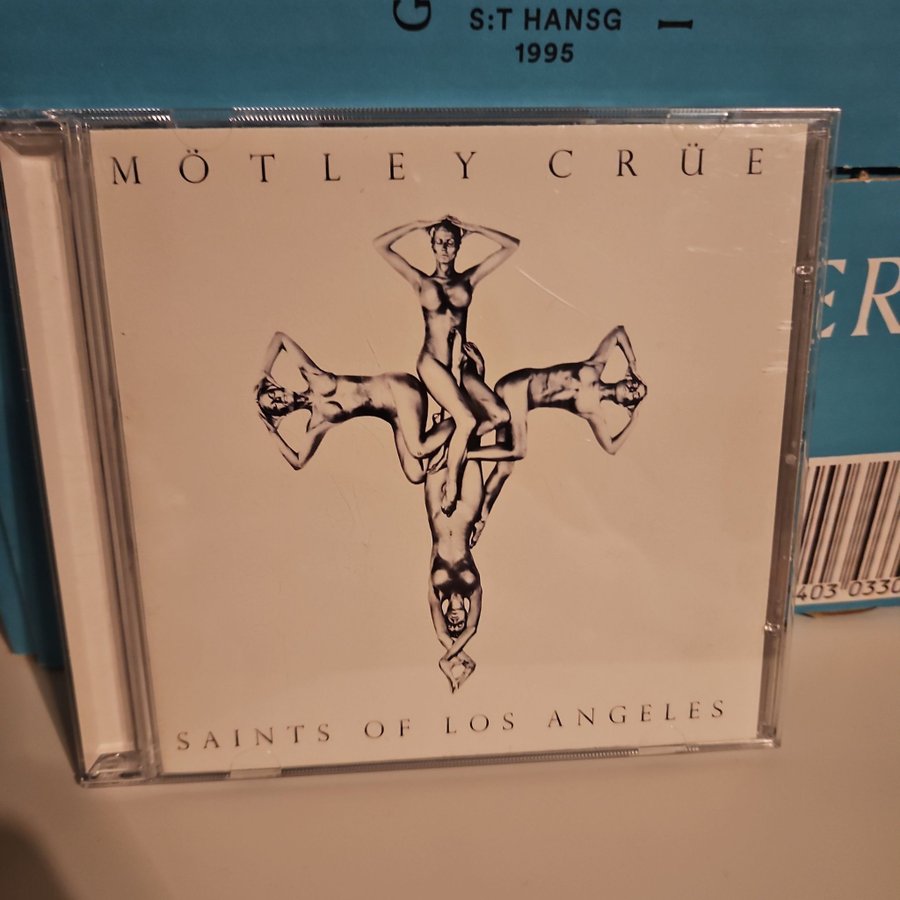 S:T HANSG
1995
MÖTLEY CRÜE
ER
SAINTS OF LOS ANGELES
403 0330